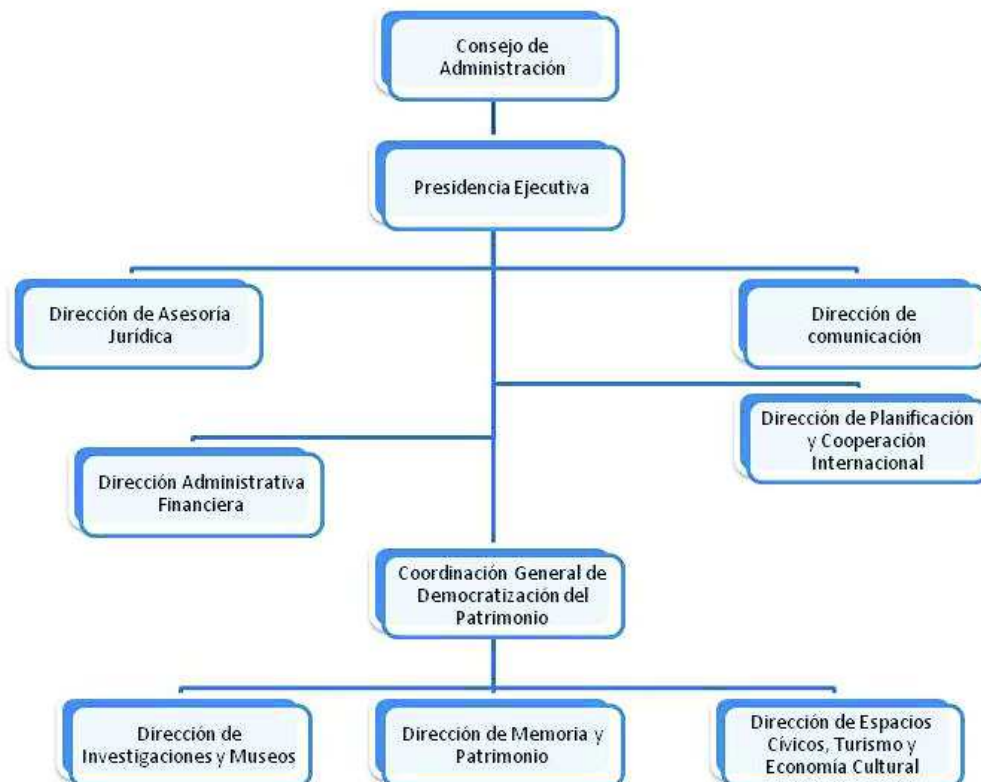 Consejo de
Administración
Presidencia Ejecutiva
Dirección de Asesoría
Jurídica
Dirección de
comunicación
Dirección de Planificación
y Cooperación
Internacional
Dirección Administrativa
Financiera
Coordinación General de
Democratización del
Patrimonio
Dirección de
Investigaciones y Museos
Dirección de Memoria y
Patrimonio
Dirección de Espacios
Cívicos, Turismo y
Economía Cultural